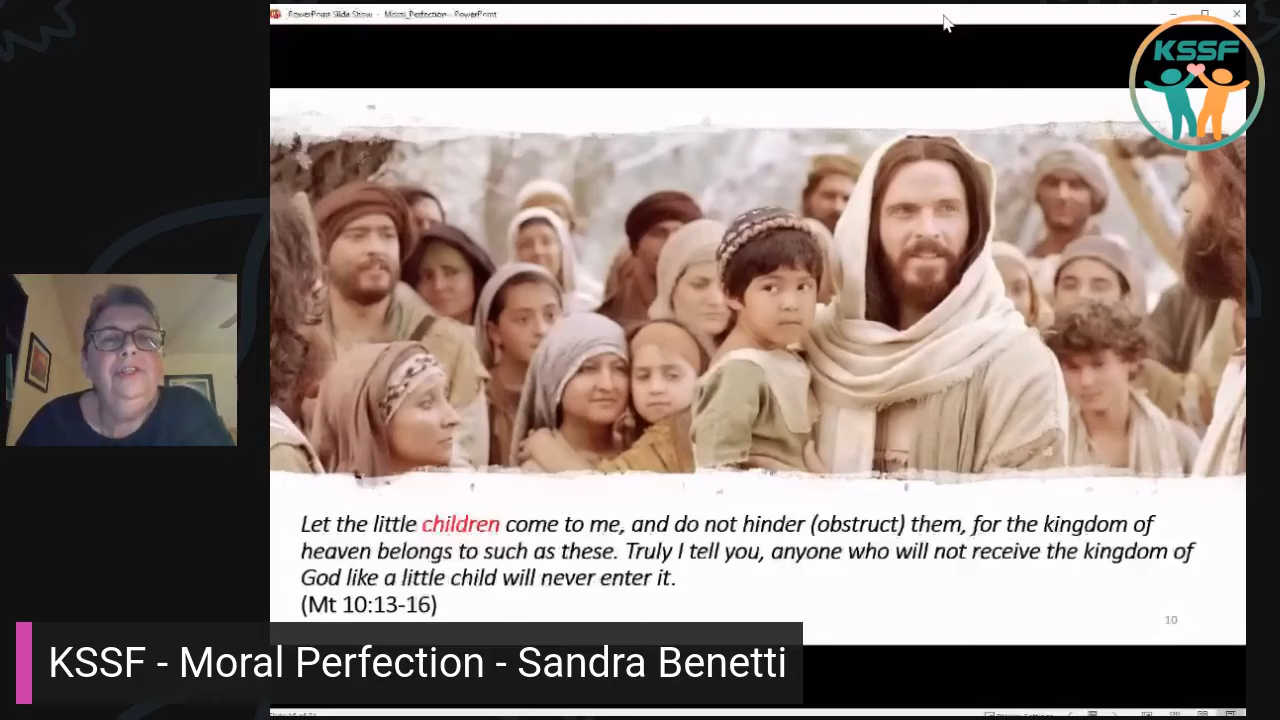 PowerPoint Slide Show - Moral_Perfection - PowerPoint
KSSF
Let the little children come to me, and do not hinder (obstruct) them, for the kingdom of
heaven belongs to such as these. Truly I tell you, anyone who will not receive the kingdom of
God like a little child will never enter it.
(Mt 10:13-16)
10
KSSF - Moral Perfection - Sandra Benetti